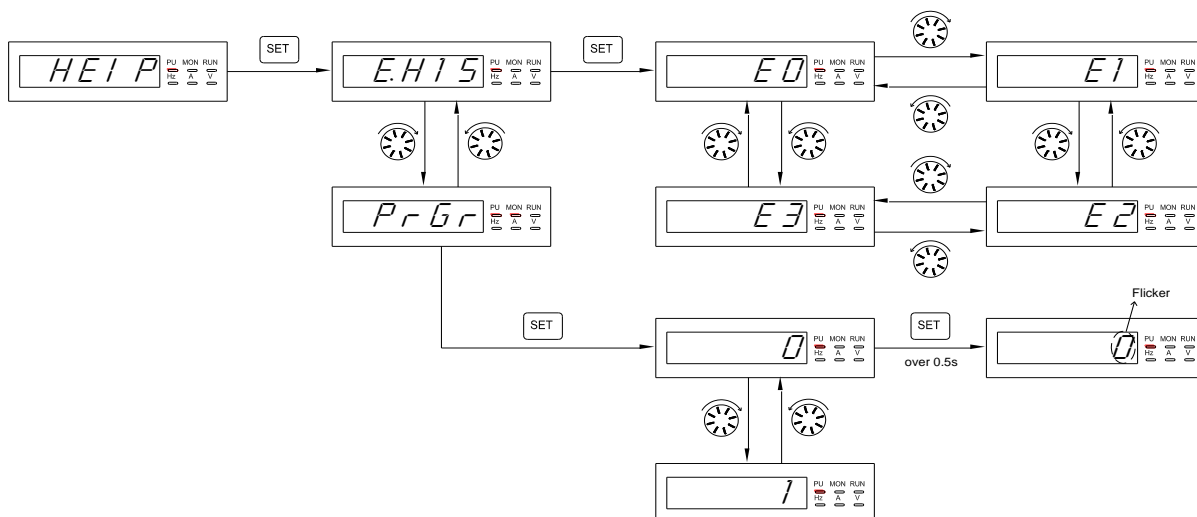 SET
SET
HE1 P
PU MON RUN
Hz A V
E.H1 S
PU MON RUN
Hz A V
E0
PU MON RUN
Hz A V
E1
PU MON RUN
Hz A V
PrGr
PU MON RUN
Hz A V
E3
PU MON RUN
Hz A V
E2
PU MON RUN
Hz A V
Flicker
SET
SET
0
PU MON RUN
Hz A V
over 0.5s
0
PU MON RUN
Hz A V
1
PU MON RUN
Hz A V